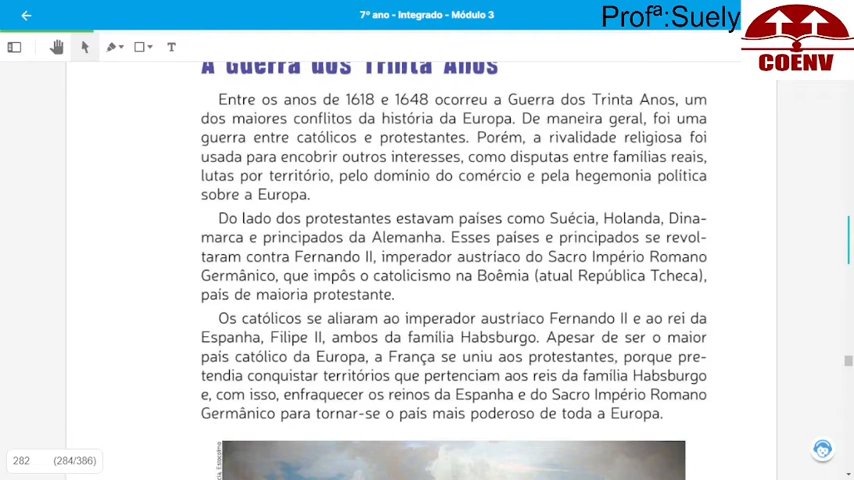 7º ano - Integrado - Módulo 3
Profª:Suely
COENV
T
A Guerra dos Trinta Anos
Entre os anos de 1618 e 1648 ocorreu a Guerra dos Trinta Anos, um
dos maiores conflitos da história da Europa. De maneira geral, foi uma
guerra entre católicos e protestantes. Porém, a rivalidade religiosa foi
usada para encobrir outros interesses, como disputas entre famílias reais,
lutas por território, pelo domínio do comércio e pela hegemonia política
sobre a Europa.
Do lado dos protestantes estavam países como Suécia, Holanda, Dina-
marca e principados da Alemanha. Esses países e principados se revol-
taram contra Fernando II, imperador austríaco do Sacro Império Romano
Germânico, que impôs o catolicismo na Boêmia (atual República Tcheca),
país de maioria protestante.
Os católicos se aliaram ao imperador austríaco Fernando II e ao rei da
Espanha, Filipe II, ambos da família Habsburgo. Apesar de ser o maior
país católico da Europa, a França se uniu aos protestantes, porque pre-
tendia conquistar territórios que pertenciam aos reis da família Habsburgo
e, com isso, enfraquecer os reinos da Espanha e do Sacro Império Romano
Germânico para tornar-se o país mais poderoso de toda a Europa.
282 (284/386)